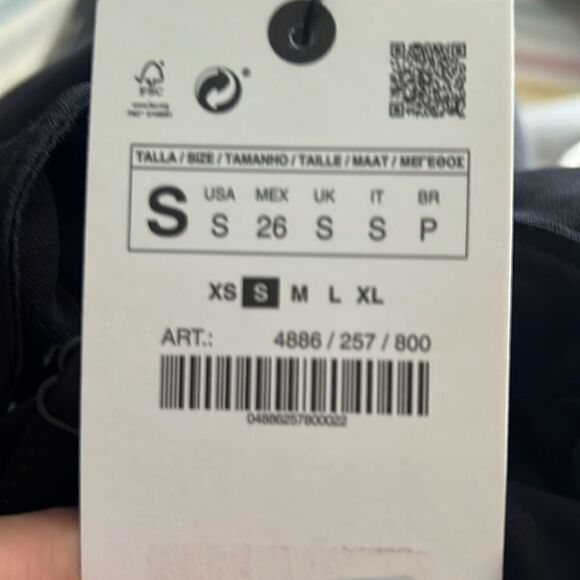 FSC
TALLA / SIZE / TAMANHO / TAILLE / MAAT / ΜΕΓΕΘΟΣ
S
USA MEX UK IT BR
S 26 S S P
XS S M L XL
ART.: 4886 / 257 / 800
04886257800022